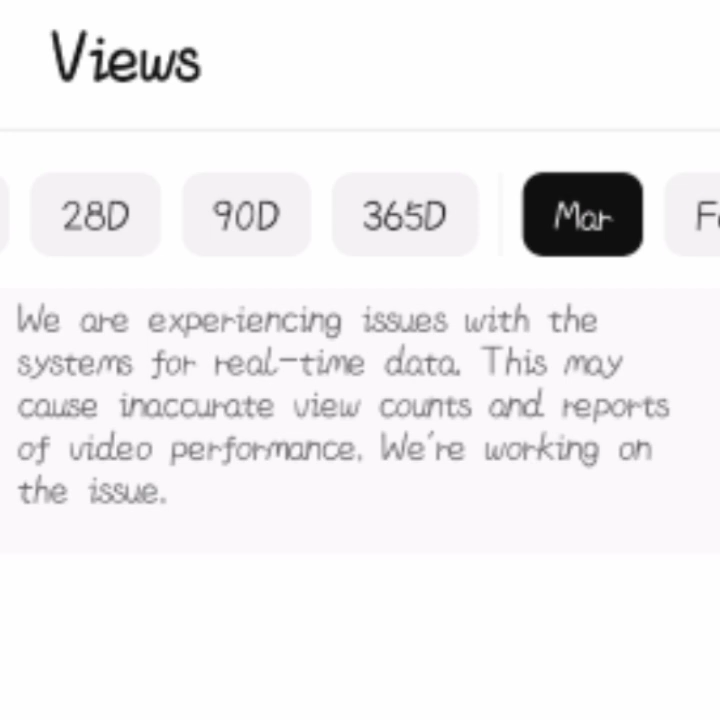 Views
28D 90D 365D Mar
We are experiencing issues with the
systems for real-time data. This may
cause inaccurate view counts and reports
of video performance. We're working on
the issue.